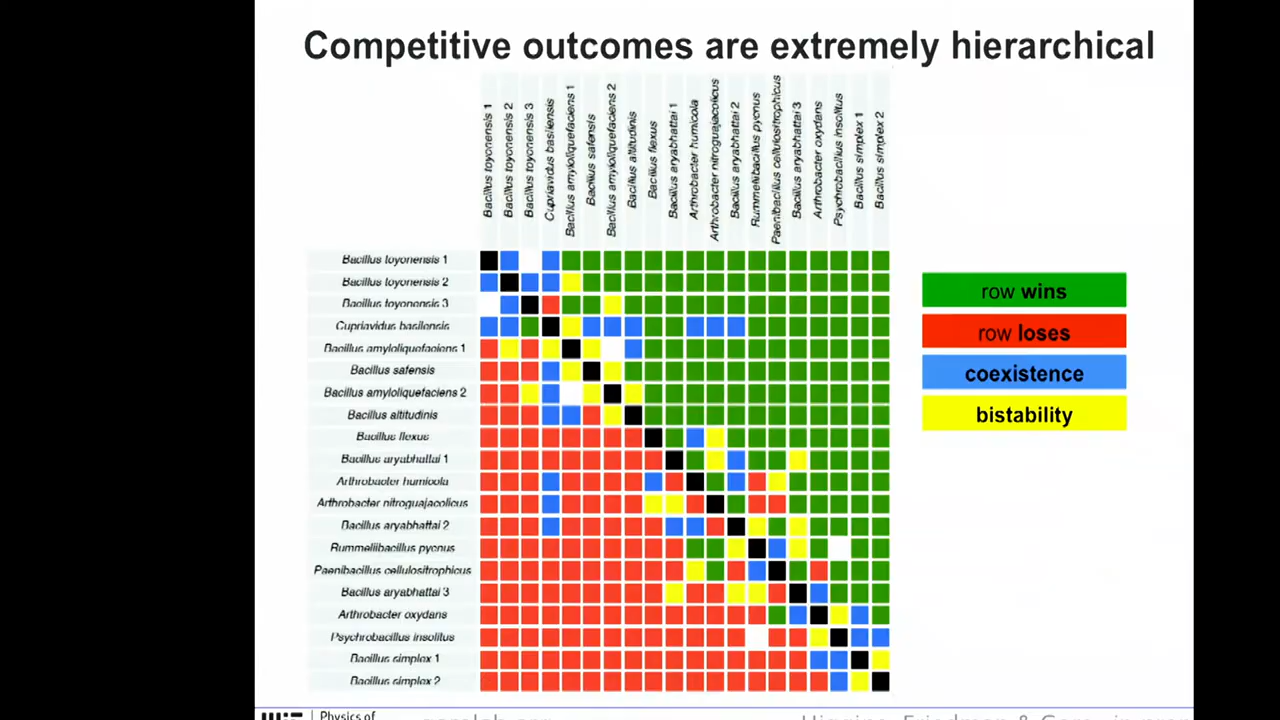 Competitive outcomes are extremely hierarchical
Bacillus toyonensis 1
Bacillus toyonensis 2
Bacillus toyonensis 3
Cupriavidus basilensis
Bacillus amyloliquefaciens 1
Bacillus safensis
Bacillus amyloliquefaciens 2
Bacillus altitudinis
Bacillus flexus
Bacillus aryabhattai 1
Arthrobacter humicola
Arthrobacter nitroguajacolicus
Bacillus aryabhattai 2
Rummeliibacillus pycnus
Paenibacillus cellulositrophicus
Bacillus aryabhattai 3
Arthrobacter oxydans
Psychrobacillus insolitus
Bacillus simplex 1
Bacillus simplex 2
Bacillus toyonensis 1
Bacillus toyonensis 2
Bacillus toyonensis 3
Cupriavidus basilensis
Bacillus amyloliquefaciens 1
Bacillus safensis
Bacillus amyloliquefaciens 2
Bacillus altitudinis
Bacillus flexus
Bacillus aryabhattai 1
Arthrobacter humicola
Arthrobacter nitroguajacolicus
Bacillus aryabhattai 2
Rummeliibacillus pycnus
Paenibacillus cellulositrophicus
Bacillus aryabhattai 3
Arthrobacter oxydans
Psychrobacillus insolitus
Bacillus simplex 1
Bacillus simplex 2
row wins
row loses
coexistence
bistability
Physics of
Higgins, Friedman & Gore, in